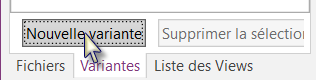 Nouvelle variante Supprimer la sélection
Fichiers Variantes Liste des Views